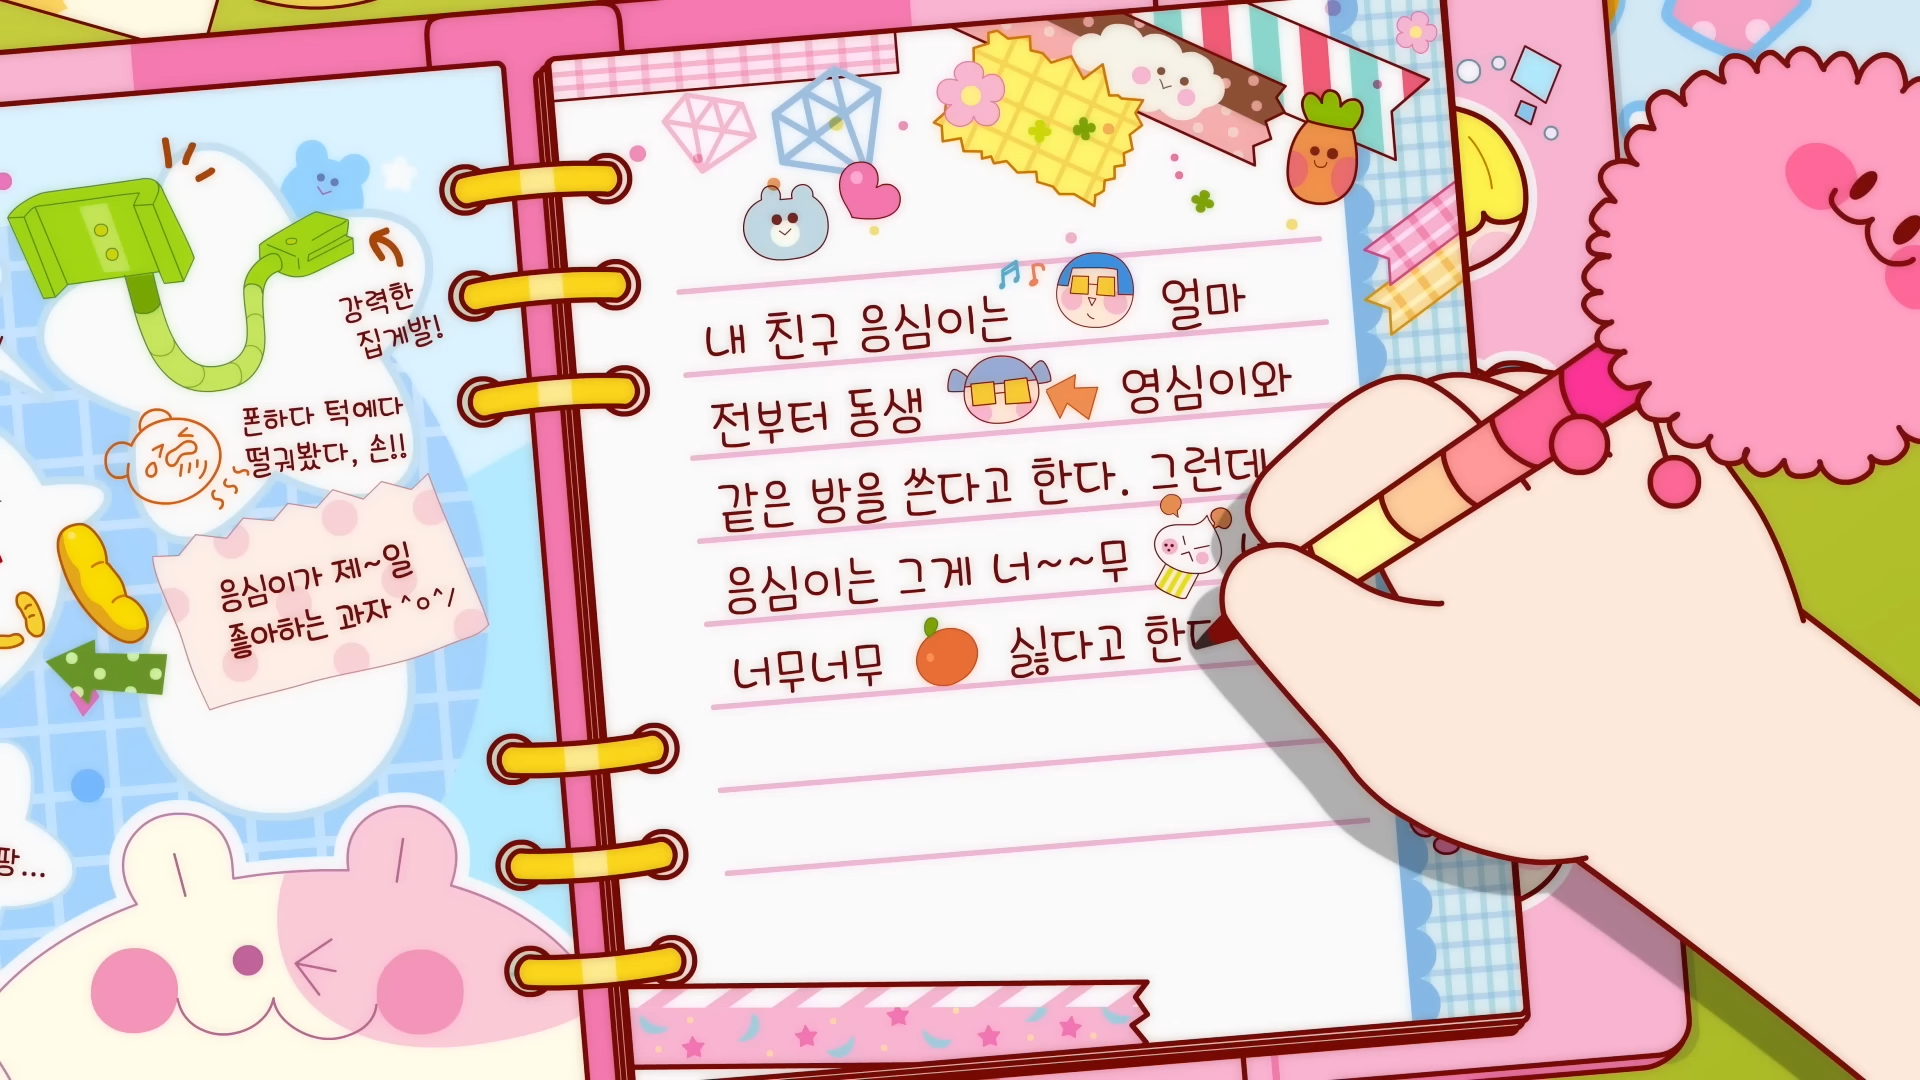 강력한
집게발!
폰하다 턱에다
떨궈봤다, 손!!
응심이가 제~일
좋아하는 과자 ^o^/
팡...
내 친구 응심이는 얼마
전부터 동생 영심이와
같은 방을 쓴다고 한다. 그런데
응심이는 그게 너~~무
너무너무 싫다고 한다